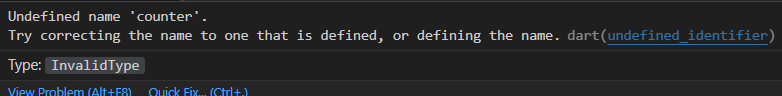 Undefined name 'counter'.
Try correcting the name to one that is defined, or defining the name. dart(undefined_identifier)
Type: InvalidType
View Problem (Alt+F8) Quick Fix... (Ctrl+.)